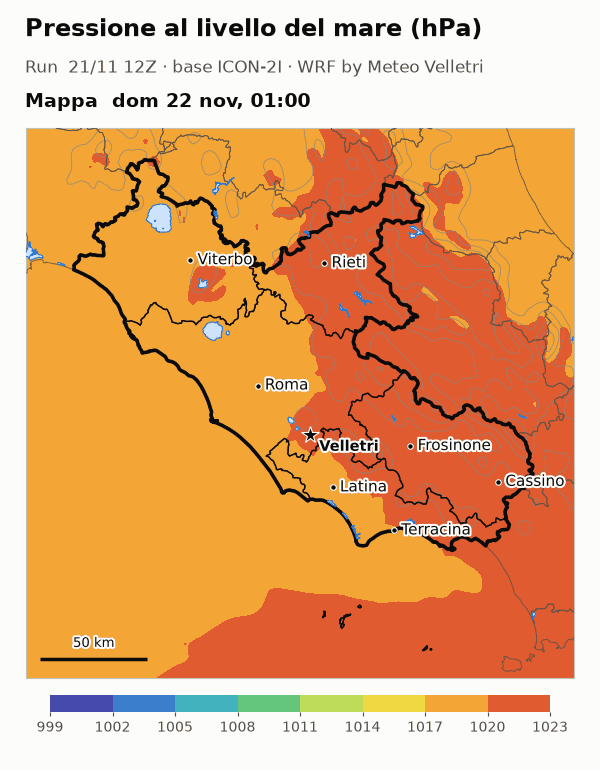 Pressione al livello del mare (hPa)
Run 21/11 12Z · base ICON-2I · WRF by Meteo Velletri
Mappa dom 22 nov, 01:00
Viterbo
Rieti
Roma
Velletri
Frosinone
Cassino
Latina
Terracina
50 km
999 1002 1005 1008 1011 1014 1017 1020 1023